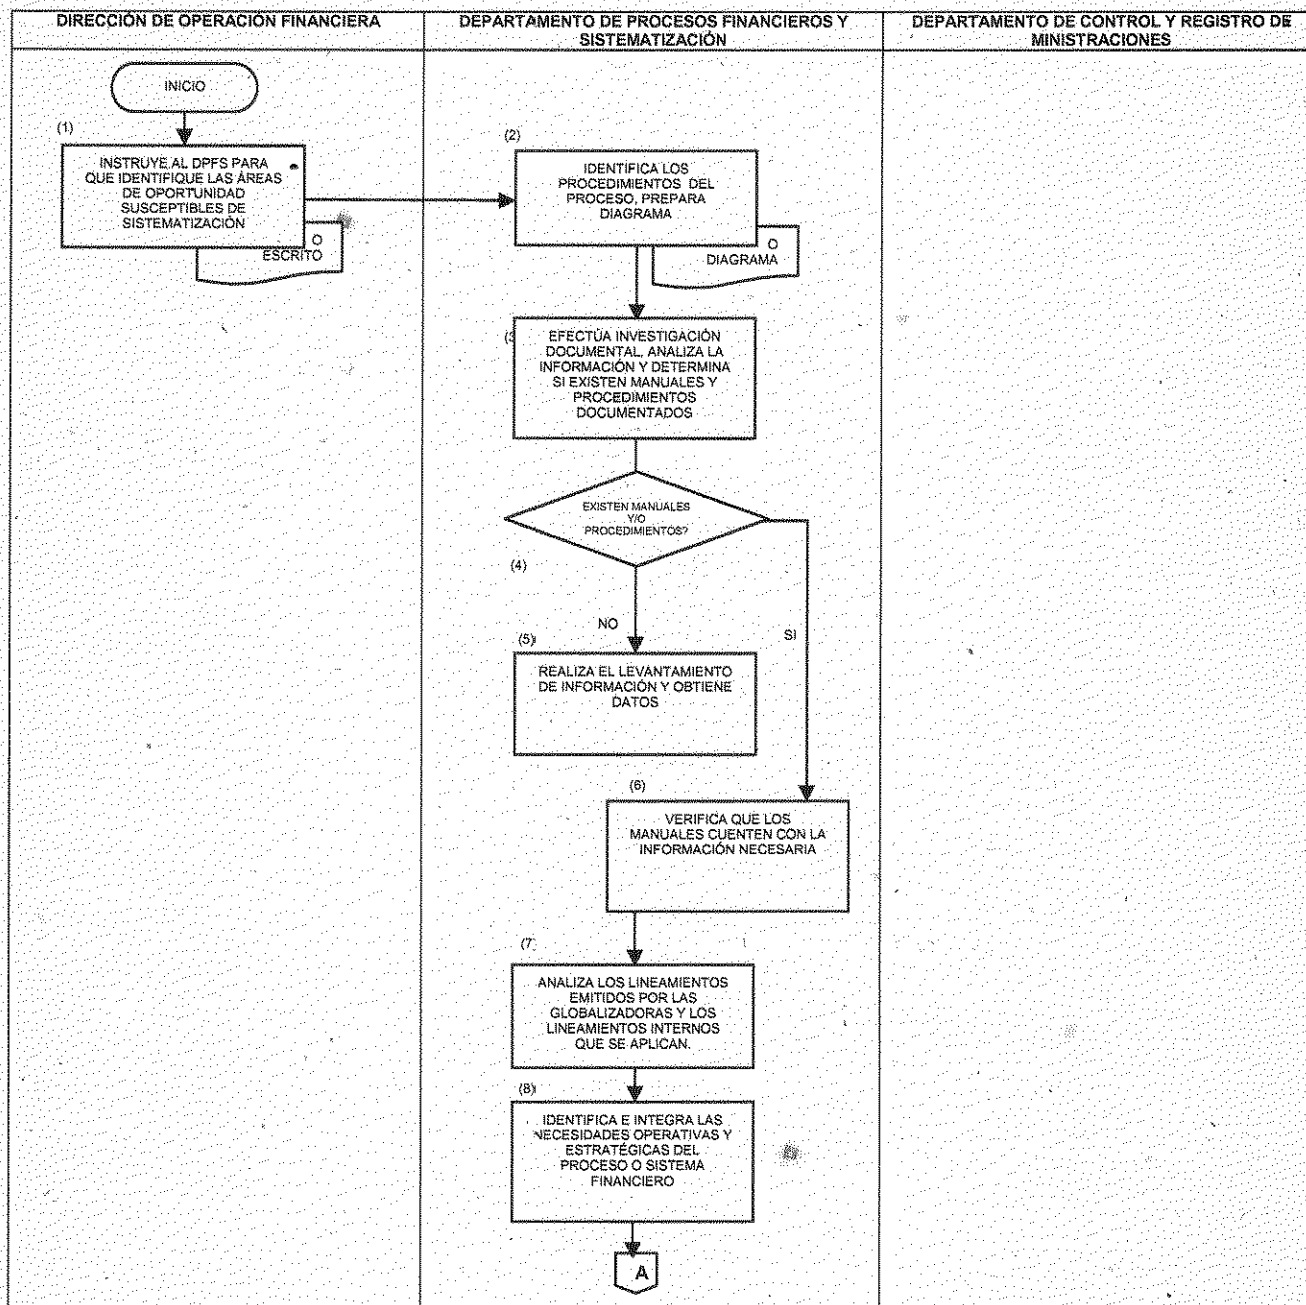 DIRECCIÓN DE OPERACIÓN FINANCIERA
DEPARTAMENTO DE PROCESOS FINANCIEROS Y
SISTEMATIZACIÓN
DEPARTAMENTO DE CONTROL Y REGISTRO DE
MINISTRACIONES
INICIO
(1)
INSTRUYE AL DPFS PARA
QUE IDENTIFIQUE LAS ÁREAS
DE OPORTUNIDAD
SUSCEPTIBLES DE
SISTEMATIZACIÓN
O
ESCRITO
(2)
IDENTIFICA LOS
PROCEDIMIENTOS DEL
PROCESO, PREPARA
DIAGRAMA
O
DIAGRAMA
(3
EFECTÚA INVESTIGACIÓN
DOCUMENTAL, ANALIZA LA
INFORMACIÓN Y DETERMINA
SI EXISTEN MANUALES Y
PROCEDIMIENTOS
DOCUMENTADOS
EXISTEN MANUALES
Y/O
PROCEDIMIENTOS?
(4)
NO
SI
(5)
REALIZA EL LEVANTAMIENTO
DE INFORMACIÓN Y OBTIENE
DATOS
(6)
VERIFICA QUE LOS
MANUALES CUENTEN CON LA
INFORMACIÓN NECESARIA
(7)
ANALIZA LOS LINEAMIENTOS
EMITIDOS POR LAS
GLOBALIZADORAS Y LOS
LINEAMIENTOS INTERNOS
QUE SE APLICAN.
(8)
IDENTIFICA E INTEGRA LAS
NECESIDADES OPERATIVAS Y
ESTRATÉGICAS DEL
PROCESO O SISTEMA
FINANCIERO
A